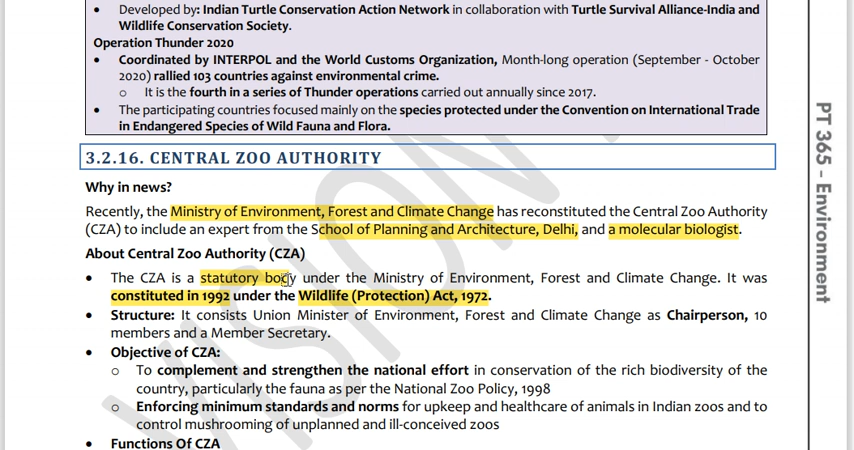 • Developed by: Indian Turtle Conservation Action Network in collaboration with Turtle Survival Alliance-India and
Wildlife Conservation Society.
Operation Thunder 2020
• Coordinated by INTERPOL and the World Customs Organization, Month-long operation (September - October
2020) rallied 103 countries against environmental crime.
o It is the fourth in a series of Thunder operations carried out annually since 2017.
• The participating countries focused mainly on the species protected under the Convention on International Trade
in Endangered Species of Wild Fauna and Flora.
3.2.16. CENTRAL ZOO AUTHORITY
Why in news?
Recently, the Ministry of Environment, Forest and Climate Change has reconstituted the Central Zoo Authority
(CZA) to include an expert from the School of Planning and Architecture, Delhi, and a molecular biologist.
About Central Zoo Authority (CZA)
• The CZA is a statutory body under the Ministry of Environment, Forest and Climate Change. It was
constituted in 1992 under the Wildlife (Protection) Act, 1972.
• Structure: It consists Union Minister of Environment, Forest and Climate Change as Chairperson, 10
members and a Member Secretary.
• Objective of CZA:
o To complement and strengthen the national effort in conservation of the rich biodiversity of the
country, particularly the fauna as per the National Zoo Policy, 1998
o Enforcing minimum standards and norms for upkeep and healthcare of animals in Indian zoos and to
control mushrooming of unplanned and ill-conceived zoos
• Functions Of CZA
PT 365 – Environment
VISION